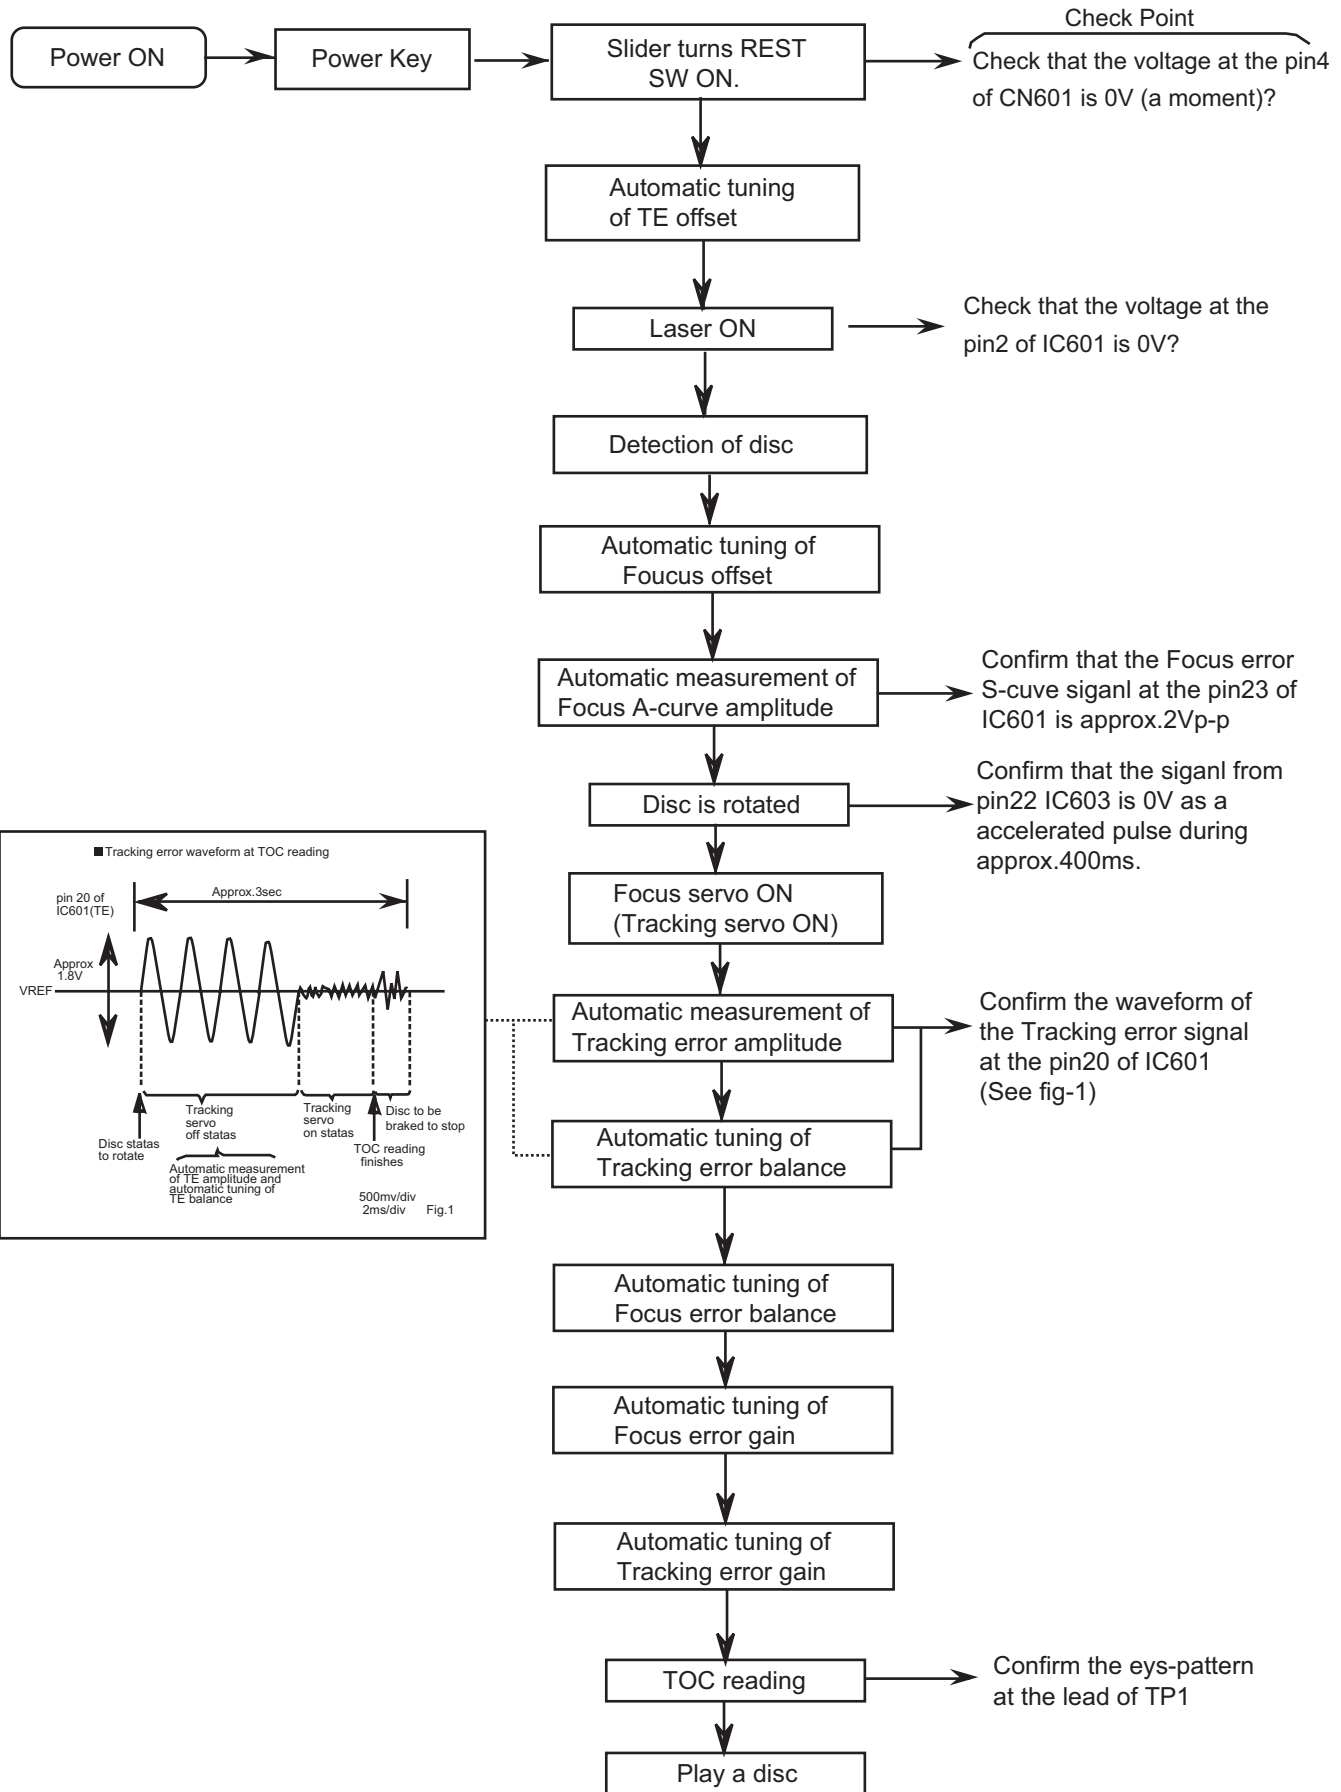 Check Point
Power ON
Power Key
Slider turns REST
SW ON.
Check that the voltage at the pin4
of CN601 is 0V (a moment)?
Automatic tuning
of TE offset
Laser ON
Check that the voltage at the
pin2 of IC601 is 0V?
Detection of disc
Automatic tuning of
Foucus offset
Automatic measurement of
Focus A-curve amplitude
Confirm that the Focus error
S-cuve siganl at the pin23 of
IC601 is approx.2Vp-p
Disc is rotated
Confirm that the siganl from
pin22 IC603 is 0V as a
accelerated pulse during
approx.400ms.
Focus servo ON
(Tracking servo ON)
■Tracking error waveform at TOC reading
pin 20 of
IC601(TE)
Approx.3sec
Approx
1.8V
VREF
Tracking
servo
off statas
Tracking
servo
on statas
Disc to be
braked to stop
Disc statas
to rotate
TOC reading
finishes
Automatic measurement
of TE amplitude and
automatic tuning of
TE balance
500mv/div
2ms/div
Fig.1
Automatic measurement of
Tracking error amplitude
Confirm the waveform of
the Tracking error signal
at the pin20 of IC601
(See fig-1)
Automatic tuning of
Tracking error balance
Automatic tuning of
Focus error balance
Automatic tuning of
Focus error gain
Automatic tuning of
Tracking error gain
TOC reading
Confirm the eys-pattern
at the lead of TP1
Play a disc